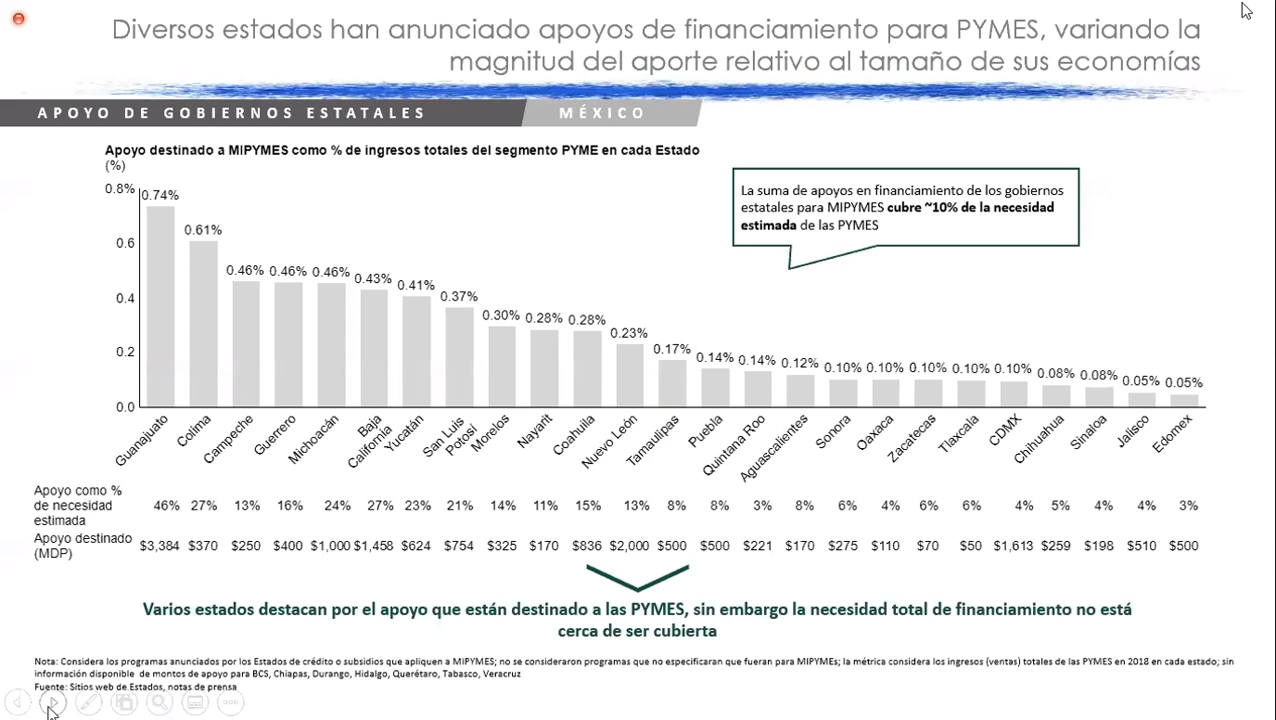 Diversos estados han anunciado apoyos de financiamiento para PYMES, variando la
magnitud del aporte relativo al tamaño de sus economías
APOYO DE GOBIERNOS ESTATALES
MÉXICO
Apoyo destinado a MIPYMES como % de ingresos totales del segmento PYME en cada Estado
(%)
La suma de apoyos en financiamiento de los gobiernos
estatales para MIPYMES cubre ~10% de la necesidad
estimada de las PYMES
0.8%
0.6
0.4
0.2
0.0
0.74% 0.61% 0.46% 0.46% 0.46% 0.43% 0.41% 0.37% 0.30% 0.28% 0.28% 0.23% 0.17% 0.14% 0.14% 0.12% 0.10% 0.10% 0.10% 0.10% 0.10% 0.08% 0.08% 0.05% 0.05%
Guanajuato
Colima
Campeche
Guerrero
Michoacán
Baja
California
Yucatán
San Luis
Potosí
Morelos
Nayarit
Coahuila
Nuevo León
Tamaulipas
Puebla
Quintana Roo
Aguascalientes
Sonora
Oaxaca
Zacatecas
Tlaxcala
CDMX
Chihuahua
Sinaloa
Jalisco
Edomex
Apoyo como %
de necesidad
estimada
46% 27% 13% 16% 24% 27% 23% 21% 14% 11% 15% 13% 8% 8% 3% 8% 6% 4% 6% 6% 4% 5% 4% 4% 3%
Apoyo destinado
(MDP)
$3,384 $370 $250 $400 $1,000 $1,458 $624 $754 $325 $170 $836 $2,000 $500 $500 $221 $170 $275 $110 $70 $50 $1,613 $259 $198 $510 $500
Varios estados destacan por el apoyo que están destinado a las PYMES, sin embargo la necesidad total de financiamiento no está
cerca de ser cubierta
Nota: Considera los programas anunciados por los Estados de crédito o subsidios que apliquen a MIPYMES; no se consideraron programas que no especificaran que fueran para MIPYMEs; la métrica considera los ingresos (ventas) totales de las PYMES en 2018 en cada estado; sin
información disponible de montos de apoyo para BCS, Chiapas, Durango, Hidalgo, Querétaro, Tabasco, Veracruz
Fuente: Sitios web de Estados, notas de prensa